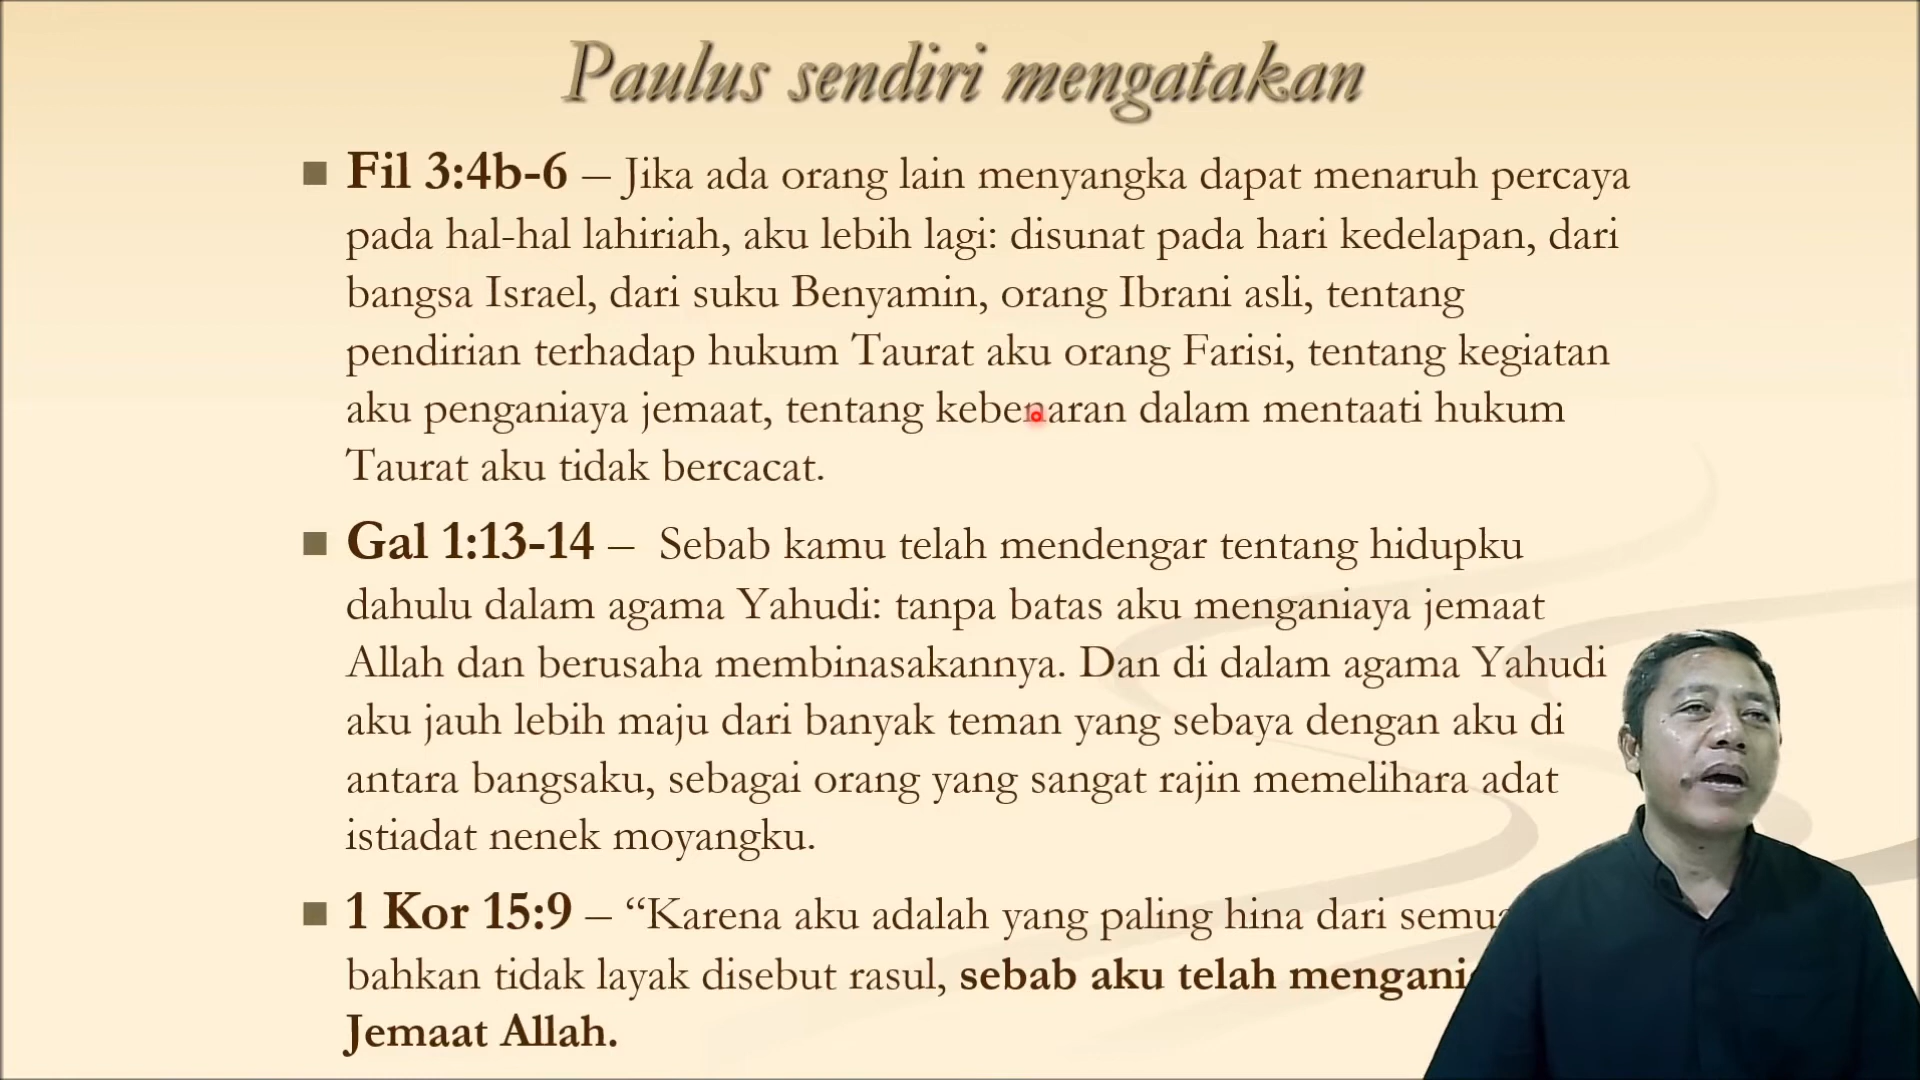 Paulus sendiri mengatakan
Fil 3:4b-6 – Jika ada orang lain menyangka dapat menaruh percaya
pada hal-hal lahiriah, aku lebih lagi: disunat pada hari kedelapan, dari
bangsa Israel, dari suku Benyamin, orang Ibrani asli, tentang
pendirian terhadap hukum Taurat aku orang Farisi, tentang kegiatan
aku penganiaya jemaat, tentang kebenaran dalam mentaati hukum
Taurat aku tidak bercacat.
Gal 1:13-14 – Sebab kamu telah mendengar tentang hidupku
dahulu dalam agama Yahudi: tanpa batas aku menganiaya jemaat
Allah dan berusaha membinasakannya. Dan di dalam agama Yahudi
aku jauh lebih maju dari banyak teman yang sebaya dengan aku di
antara bangsaku, sebagai orang yang sangat rajin memelihara adat
istiadat nenek moyangku.
1 Kor 15:9 – “Karena aku adalah yang paling hina dari semua
bahkan tidak layak disebut rasul, sebab aku telah
Jemaat Allah.